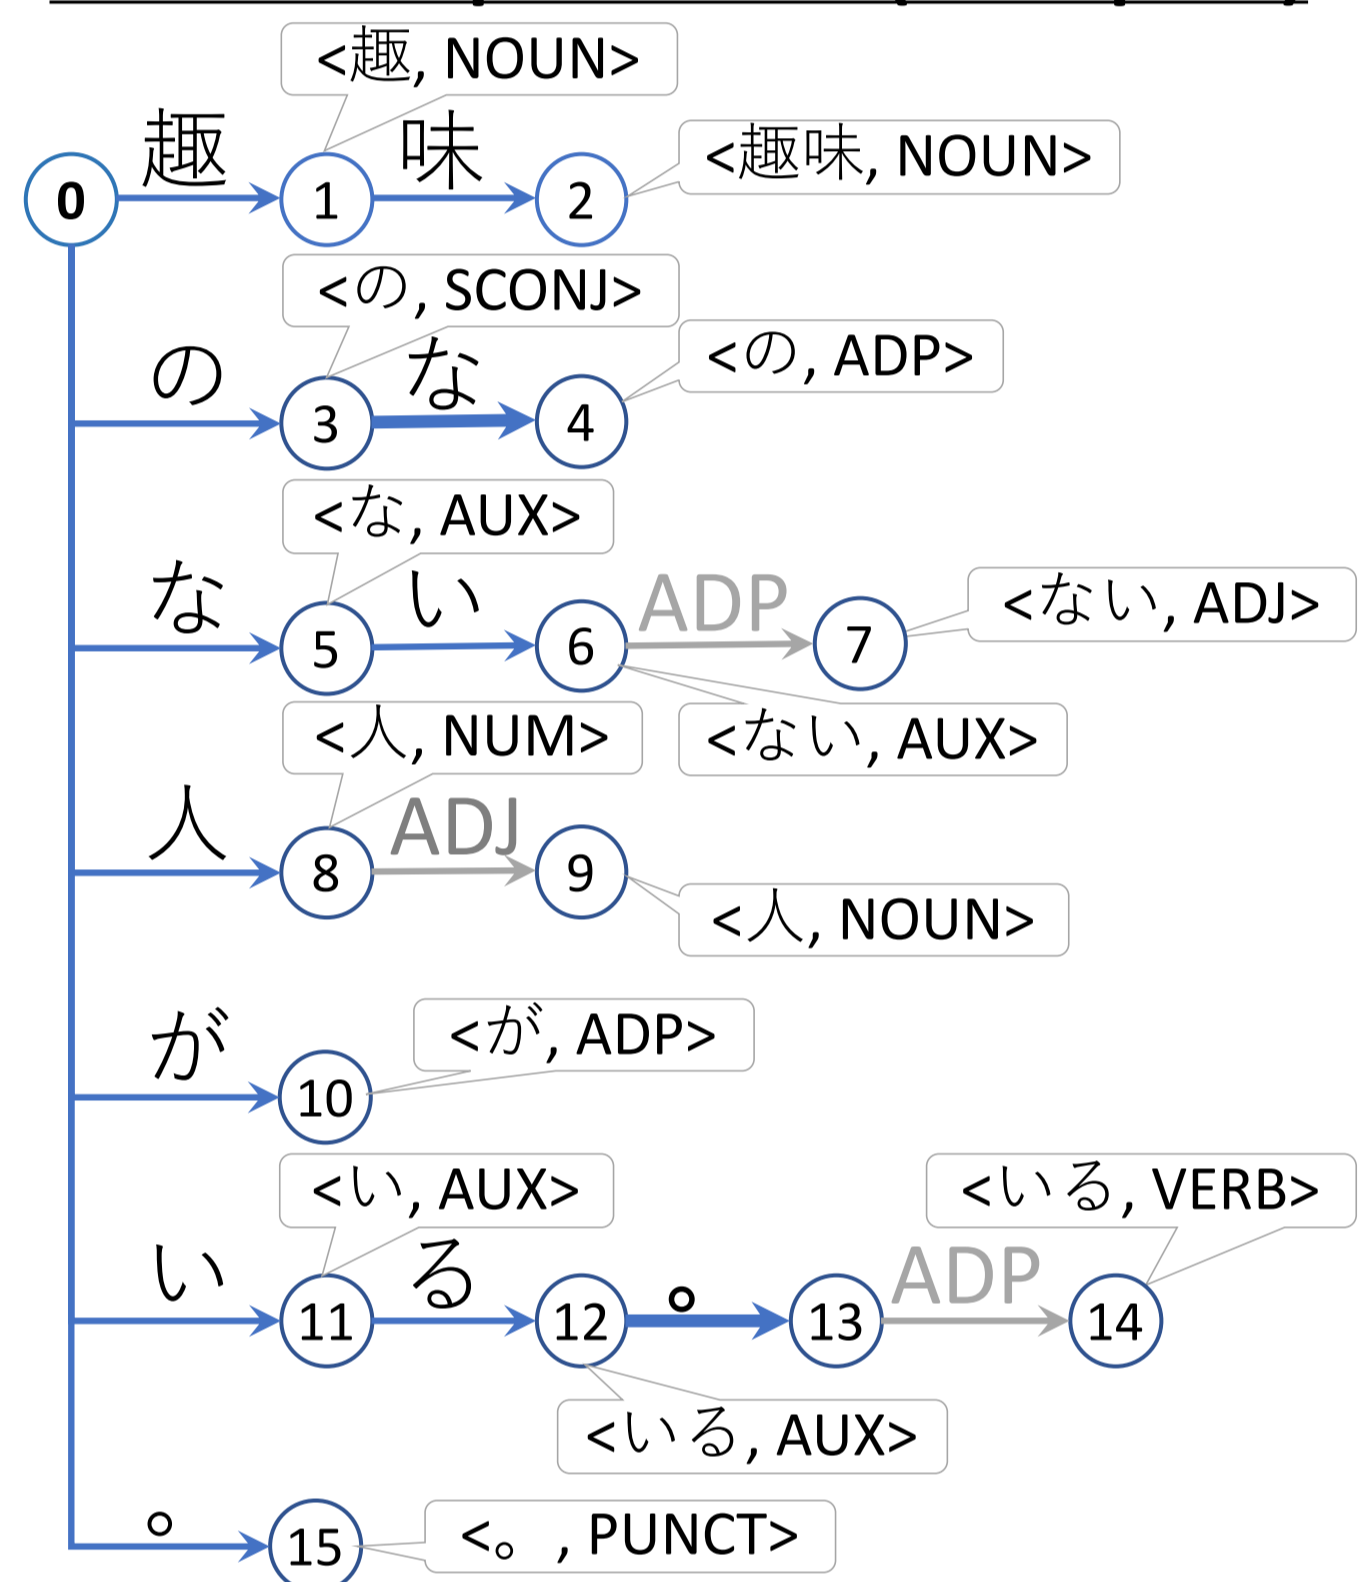 <趣, NOUN>
趣 味
<趣味, NOUN>
0 1 2
<の, SCONJ>
の な
<の, ADP>
3 4
<な, AUX>
な い ADP
<ない, ADJ>
5 6 7
<人, NUM>
<ない, AUX>
人 ADJ
8 9
<人, NOUN>
が
<が, ADP>
10
<い, AUX>
<いる, VERB>
い る 。 ADP
11 12 13 14
<いる, AUX>
。
<。, PUNCT>
15